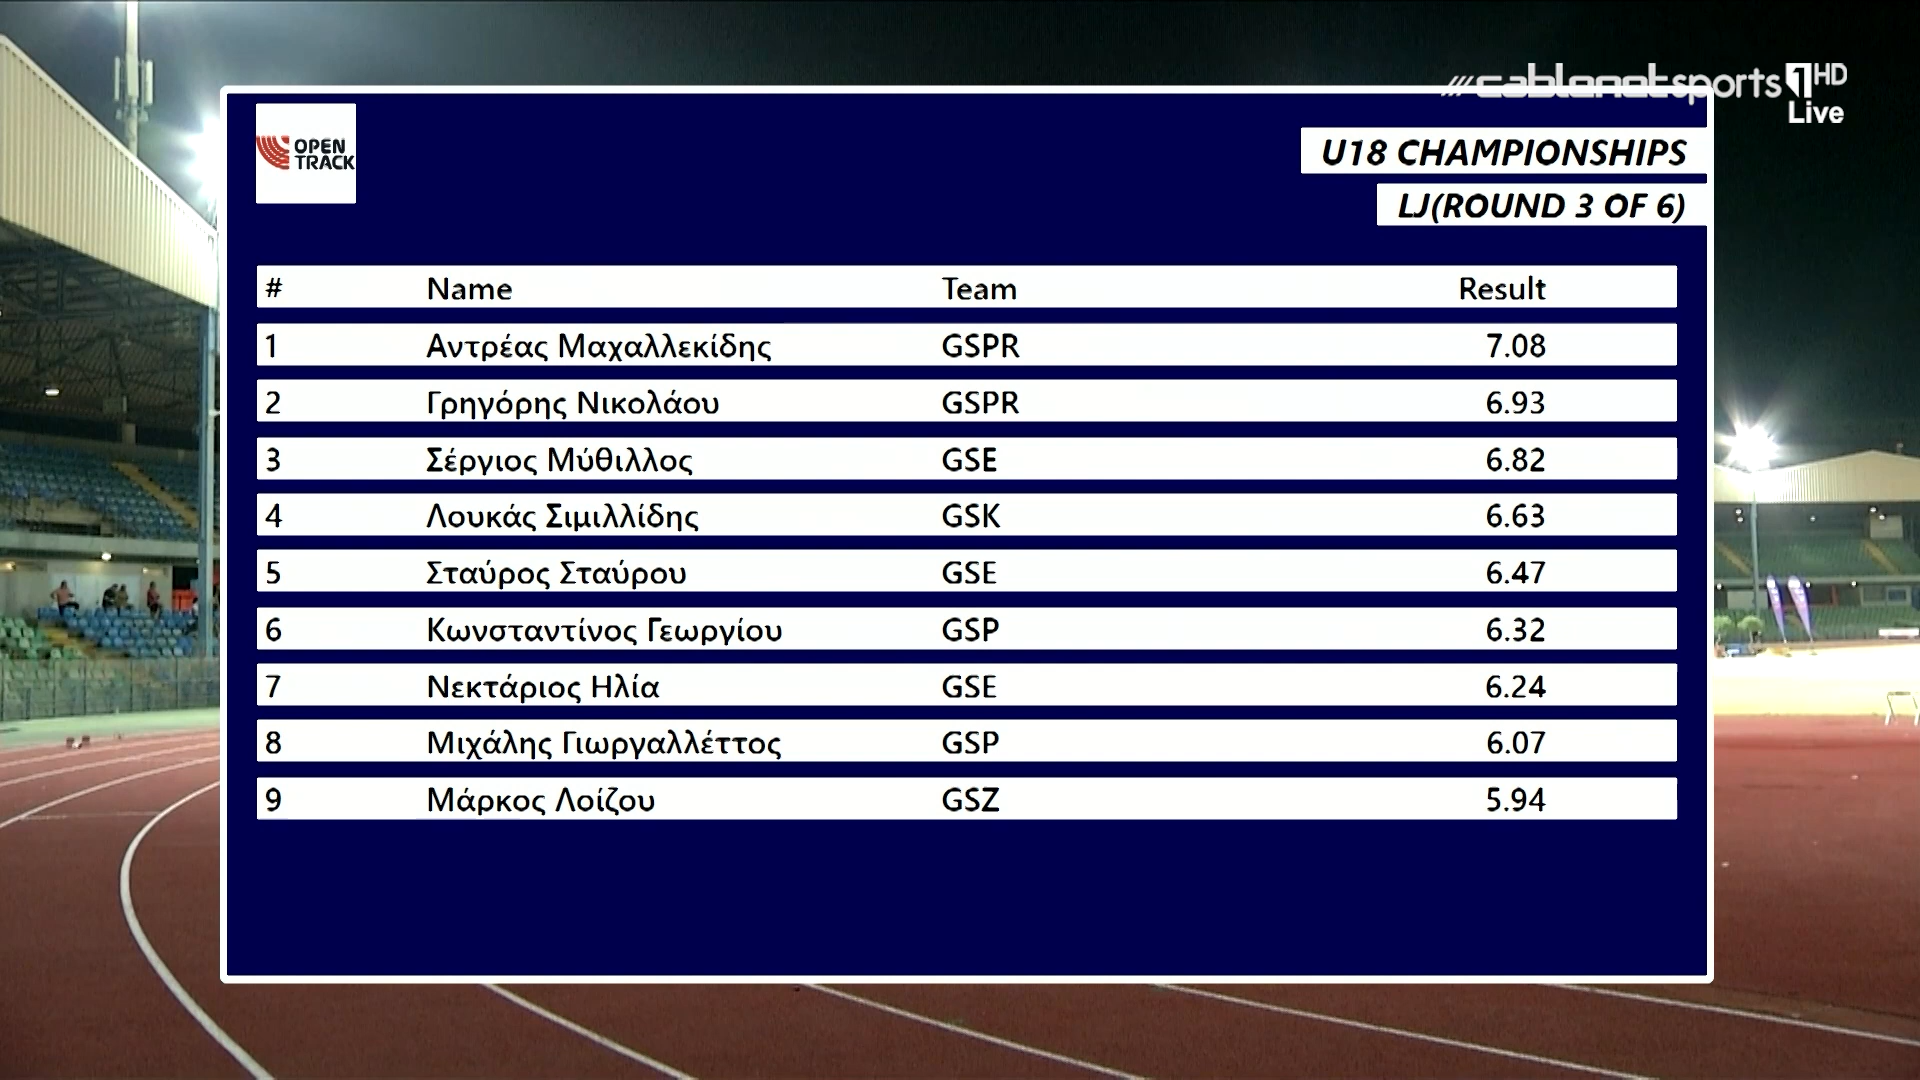 cablenetsports 1 HD
Live
OPEN TRACK
U18 CHAMPIONSHIPS
LJ(ROUND 3 OF 6)
# Name Team Result
1 Αντρέας Μαχαλλεκίδης GSPR 7.08
2 Γρηγόρης Νικολάου GSPR 6.93
3 Σέργιος Μύθιλλος GSE 6.82
4 Λουκάς Σιμιλλίδης GSK 6.63
5 Σταύρος Σταύρου GSE 6.47
6 Κωνσταντίνος Γεωργίου GSP 6.32
7 Νεκτάριος Ηλία GSE 6.24
8 Μιχάλης Γιωργαλλέττος GSP 6.07
9 Μάρκος Λοίζου GSZ 5.94